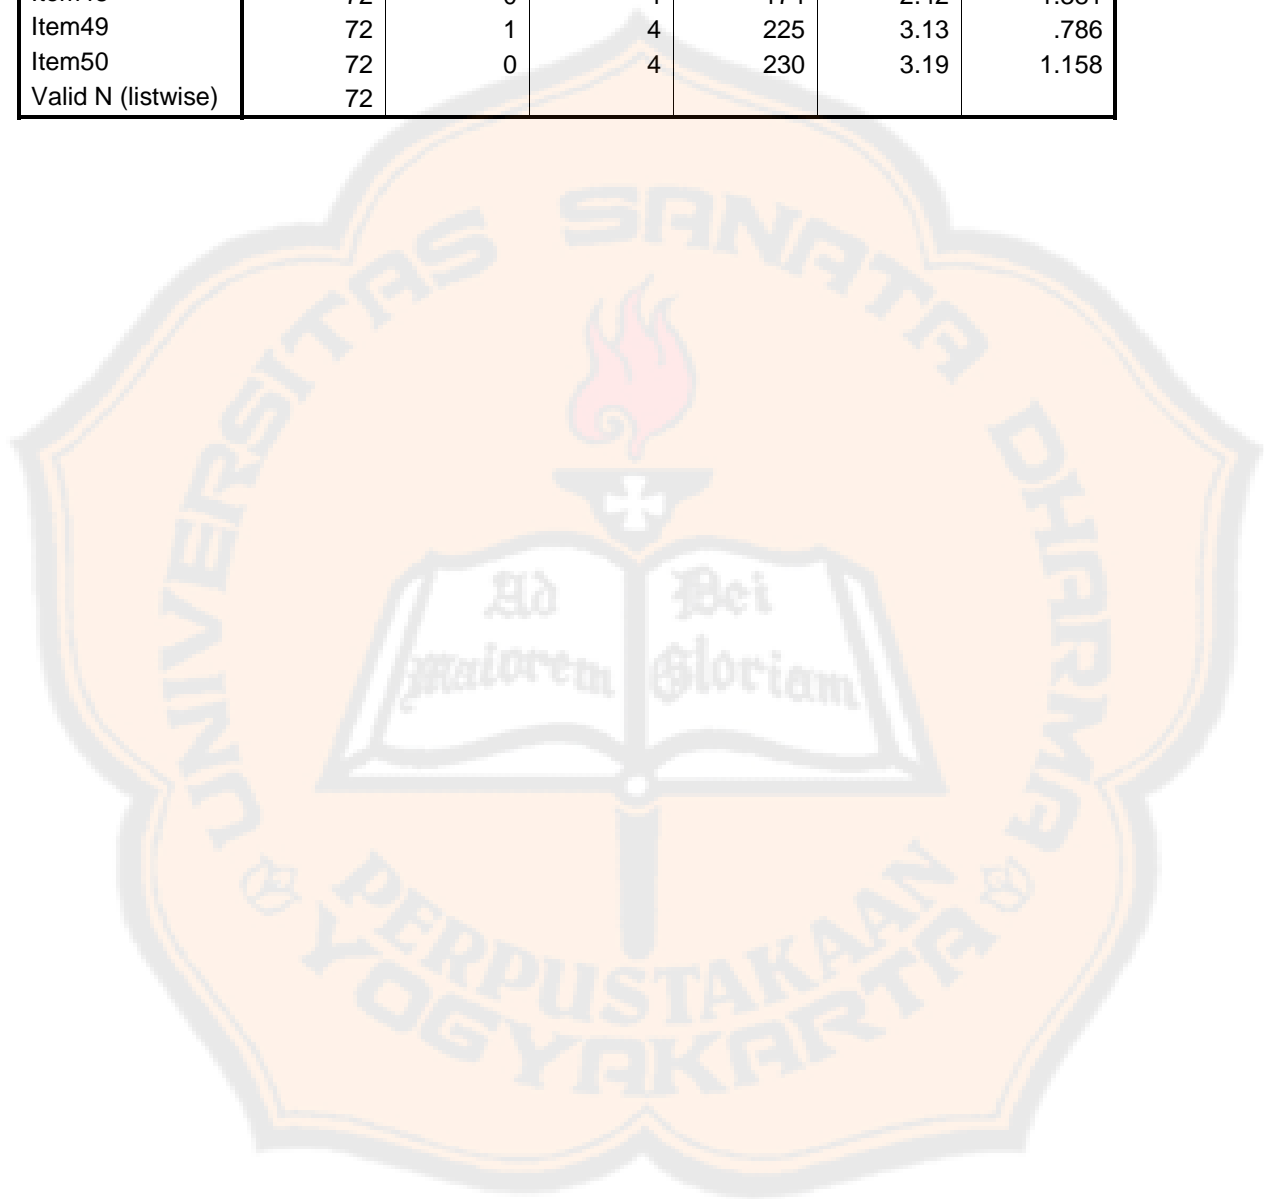 Item49 72 1 4 225 3.13 .786
Item50 72 0 4 230 3.19 1.158
Valid N (listwise) 72
UNIVERSITAS SANATA DHARMA
Ad Dei
Maiorem Gloriam
PERPUSTAKAAN
YOGYAKARTA